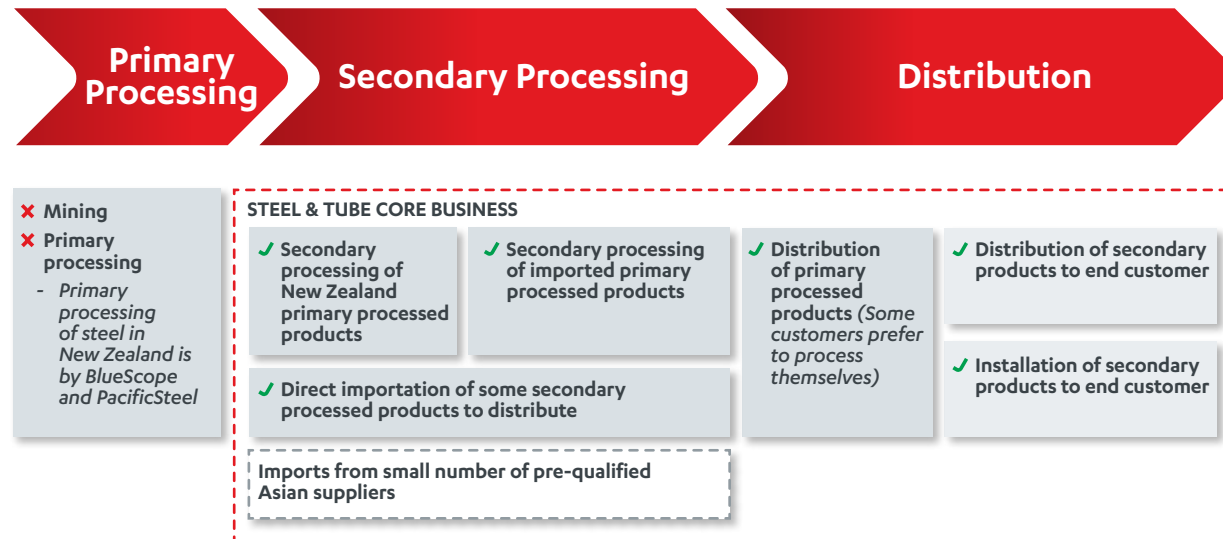 Primary
Processing
Secondary Processing
Distribution
Mining
Primary
processing
- Primary
processing
of steel in
New Zealand is
by BlueScope
and PacificSteel
STEEL & TUBE CORE BUSINESS
Secondary
processing of
New Zealand
primary processed
products
Secondary processing
of imported primary
processed products
Direct importation of some secondary
processed products to distribute
Imports from small number of pre-qualified
Asian suppliers
Distribution
of primary
processed
products (Some
customers prefer
to process
themselves)
Distribution of secondary
products to end customer
Installation of secondary
products to end customer